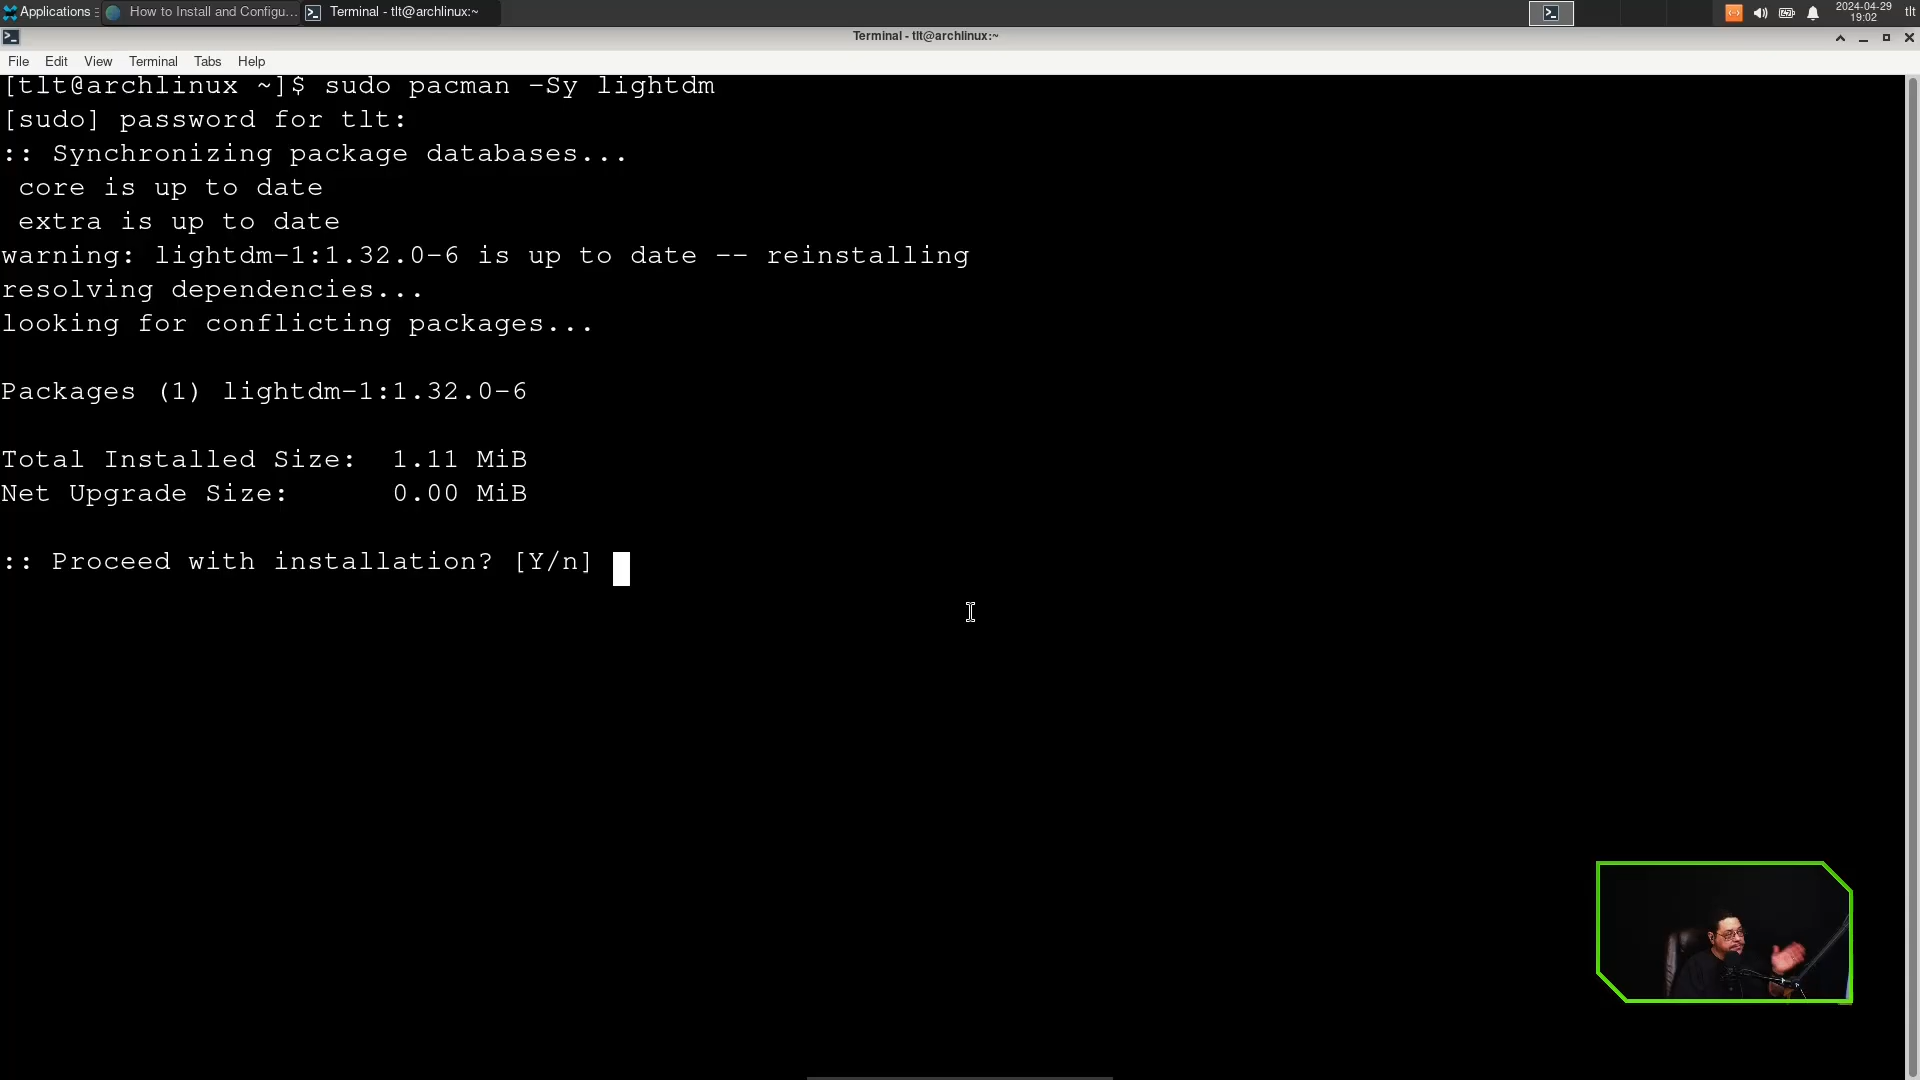 Applications
How to Install and Configu...
Terminal - tlt@archlinux:~
2024-04-29
19:02
tlt
Terminal - tlt@archlinux:~
File Edit View Terminal Tabs Help
[tlt@archlinux ~]$ sudo pacman -Sy lightdm
[sudo] password for tlt:
:: Synchronizing package databases...
core is up to date
extra is up to date
warning: lightdm-1:1.32.0-6 is up to date -- reinstalling
resolving dependencies...
looking for conflicting packages...
Packages (1) lightdm-1:1.32.0-6
Total Installed Size: 1.11 MiB
Net Upgrade Size: 0.00 MiB
:: Proceed with installation? [Y/n]